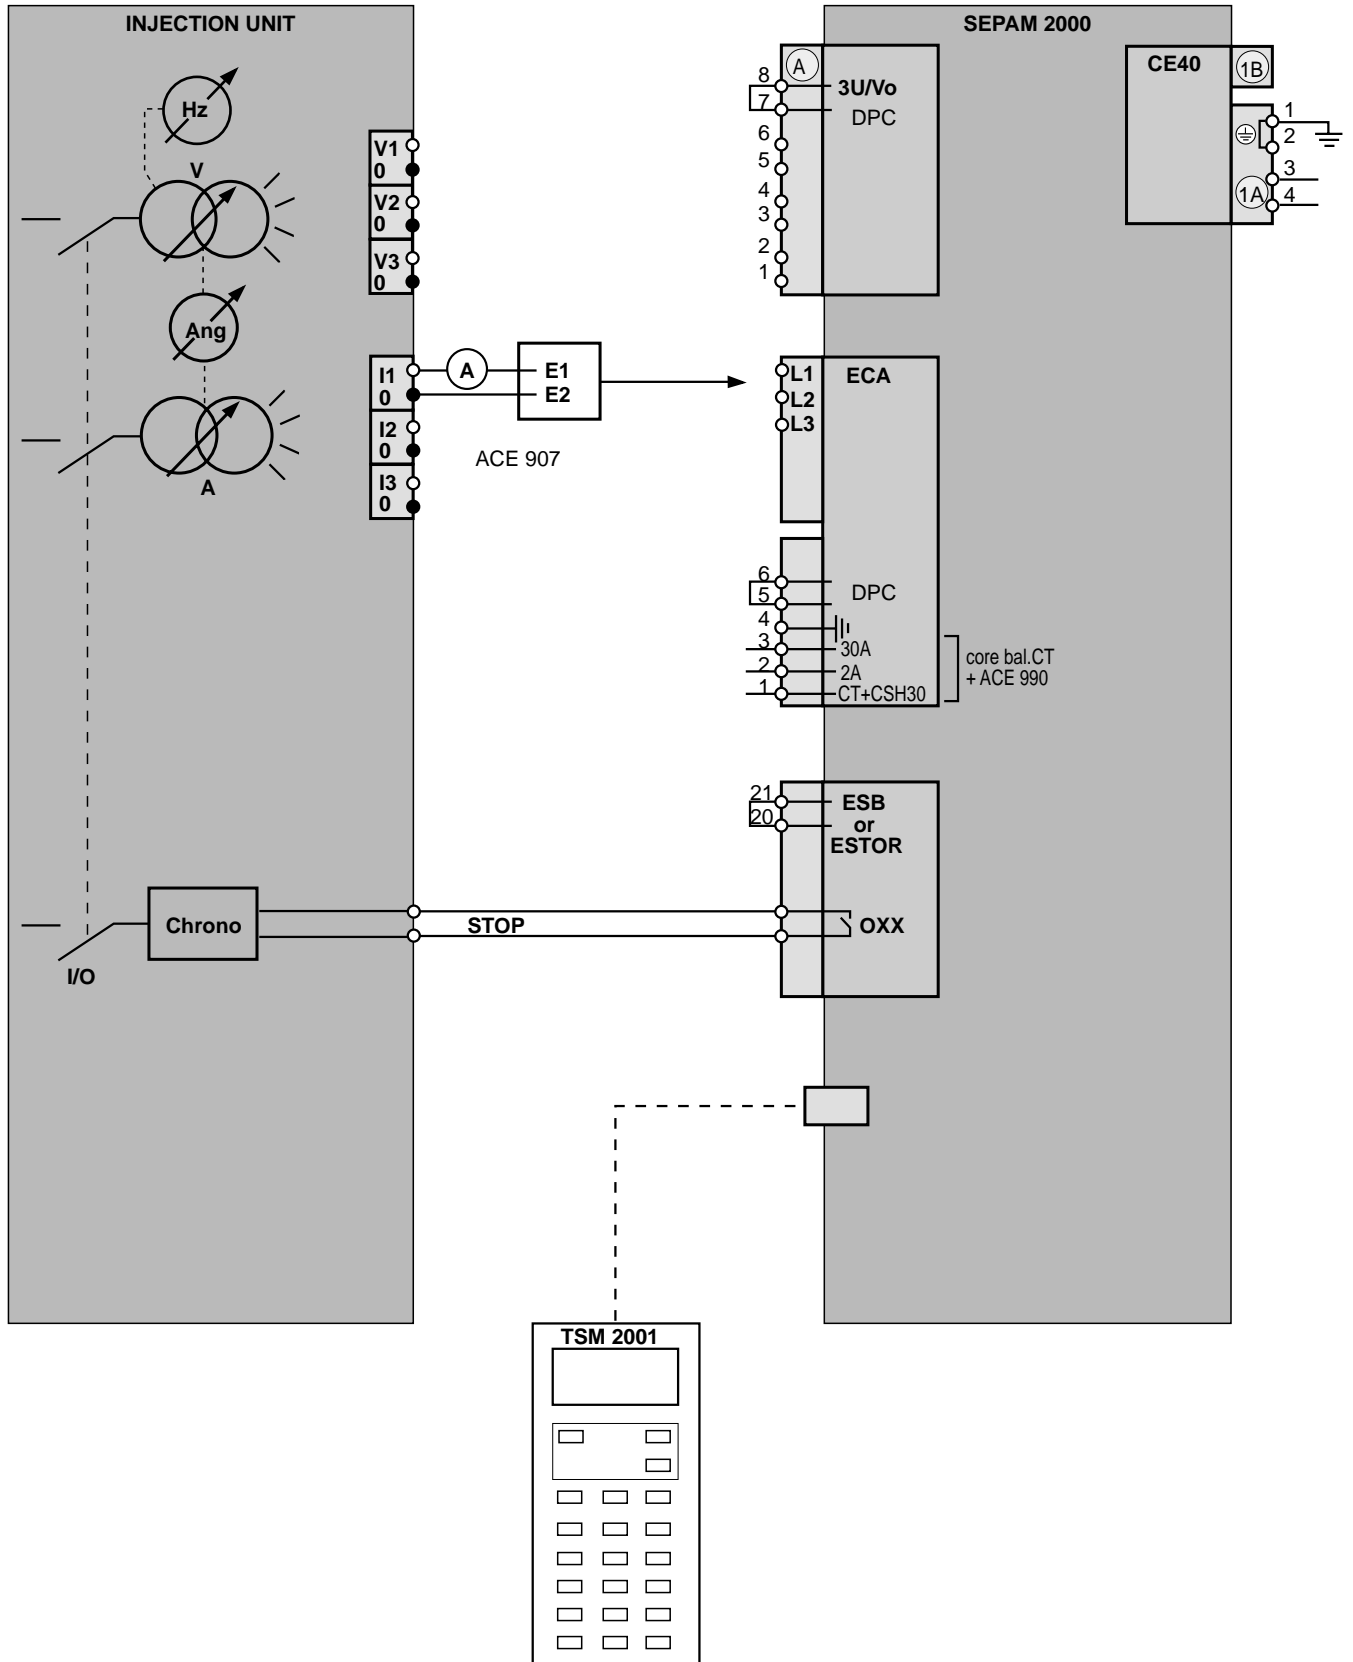 INJECTION UNIT
Hz
V
Ang
A
V1
0
V2
0
V3
0
I1
0
I2
0
I3
0
A
E1
E2
ACE 907
Chrono
I/O
STOP
SEPAM 2000
A
8
7
6
5
4
3
2
1
3U/Vo
DPC
CE40
1B
1
2
3
4
1A
L1
L2
L3
ECA
6
5
4
3
2
1
DPC
30A
2A
CT+CSH30
core bal.CT
+ ACE 990
21
20
ESB
or
ESTOR
OXX
TSM 2001